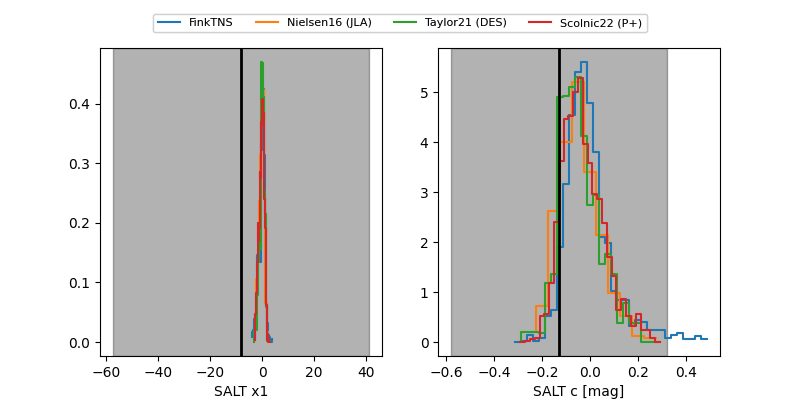 FinkTNS Nielsen16 (JLA) Taylor21 (DES) Scolnic22 (P+)
0.4
0.3
0.2
0.1
0.0
−60 −40 −20 0 20 40
SALT x1
5
4
3
2
1
0
−0.6 −0.4 −0.2 0.0 0.2 0.4
SALT c [mag]